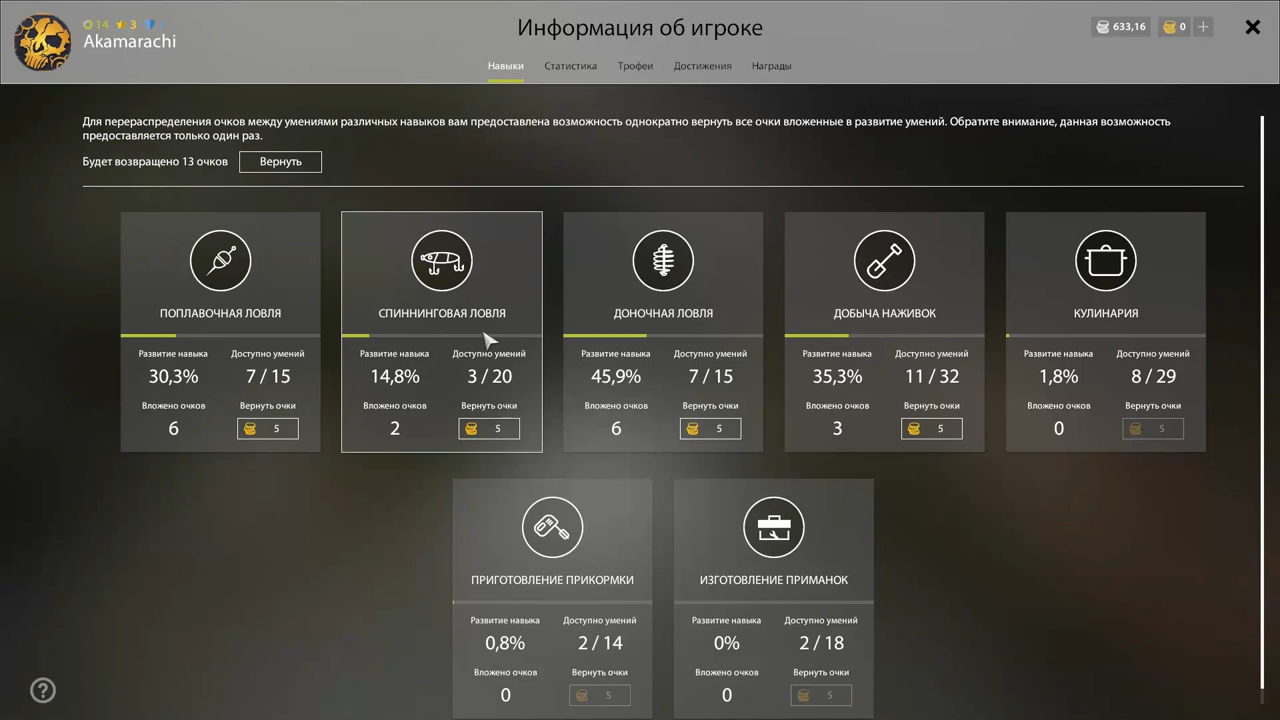 14 3
Akamarachi
Информация об игроке
633,16 0 +
Навыки Статистика Трофеи Достижения Награды
Для перераспределения очков между умениями различных навыков вам предоставлена возможность однократно вернуть все очки вложенные в развитие умений. Обратите внимание, данная возможность
предоставляется только один раз.
Будет возвращено 13 очков Вернуть
ПОПЛАВОЧНАЯ ЛОВЛЯ
Развитие навыка Доступно умений
30,3% 7 / 15
Вложено очков Вернуть очки
6 5
СПИННИНГОВАЯ ЛОВЛЯ
Развитие навыка Доступно умений
14,8% 3 / 20
Вложено очков Вернуть очки
2 5
ДОНОЧНАЯ ЛОВЛЯ
Развитие навыка Доступно умений
45,9% 7 / 15
Вложено очков Вернуть очки
6 5
ДОБЫЧА НАЖИВОК
Развитие навыка Доступно умений
35,3% 11 / 32
Вложено очков Вернуть очки
3 5
КУЛИНАРИЯ
Развитие навыка Доступно умений
1,8% 8 / 29
Вложено очков Вернуть очки
0 5
ПРИГОТОВЛЕНИЕ ПРИКОРМКИ
Развитие навыка Доступно умений
0,8% 2 / 14
Вложено очков Вернуть очки
0 5
ИЗГОТОВЛЕНИЕ ПРИМАНОК
Развитие навыка Доступно умений
0% 2 / 18
Вложено очков Вернуть очки
0 5
?